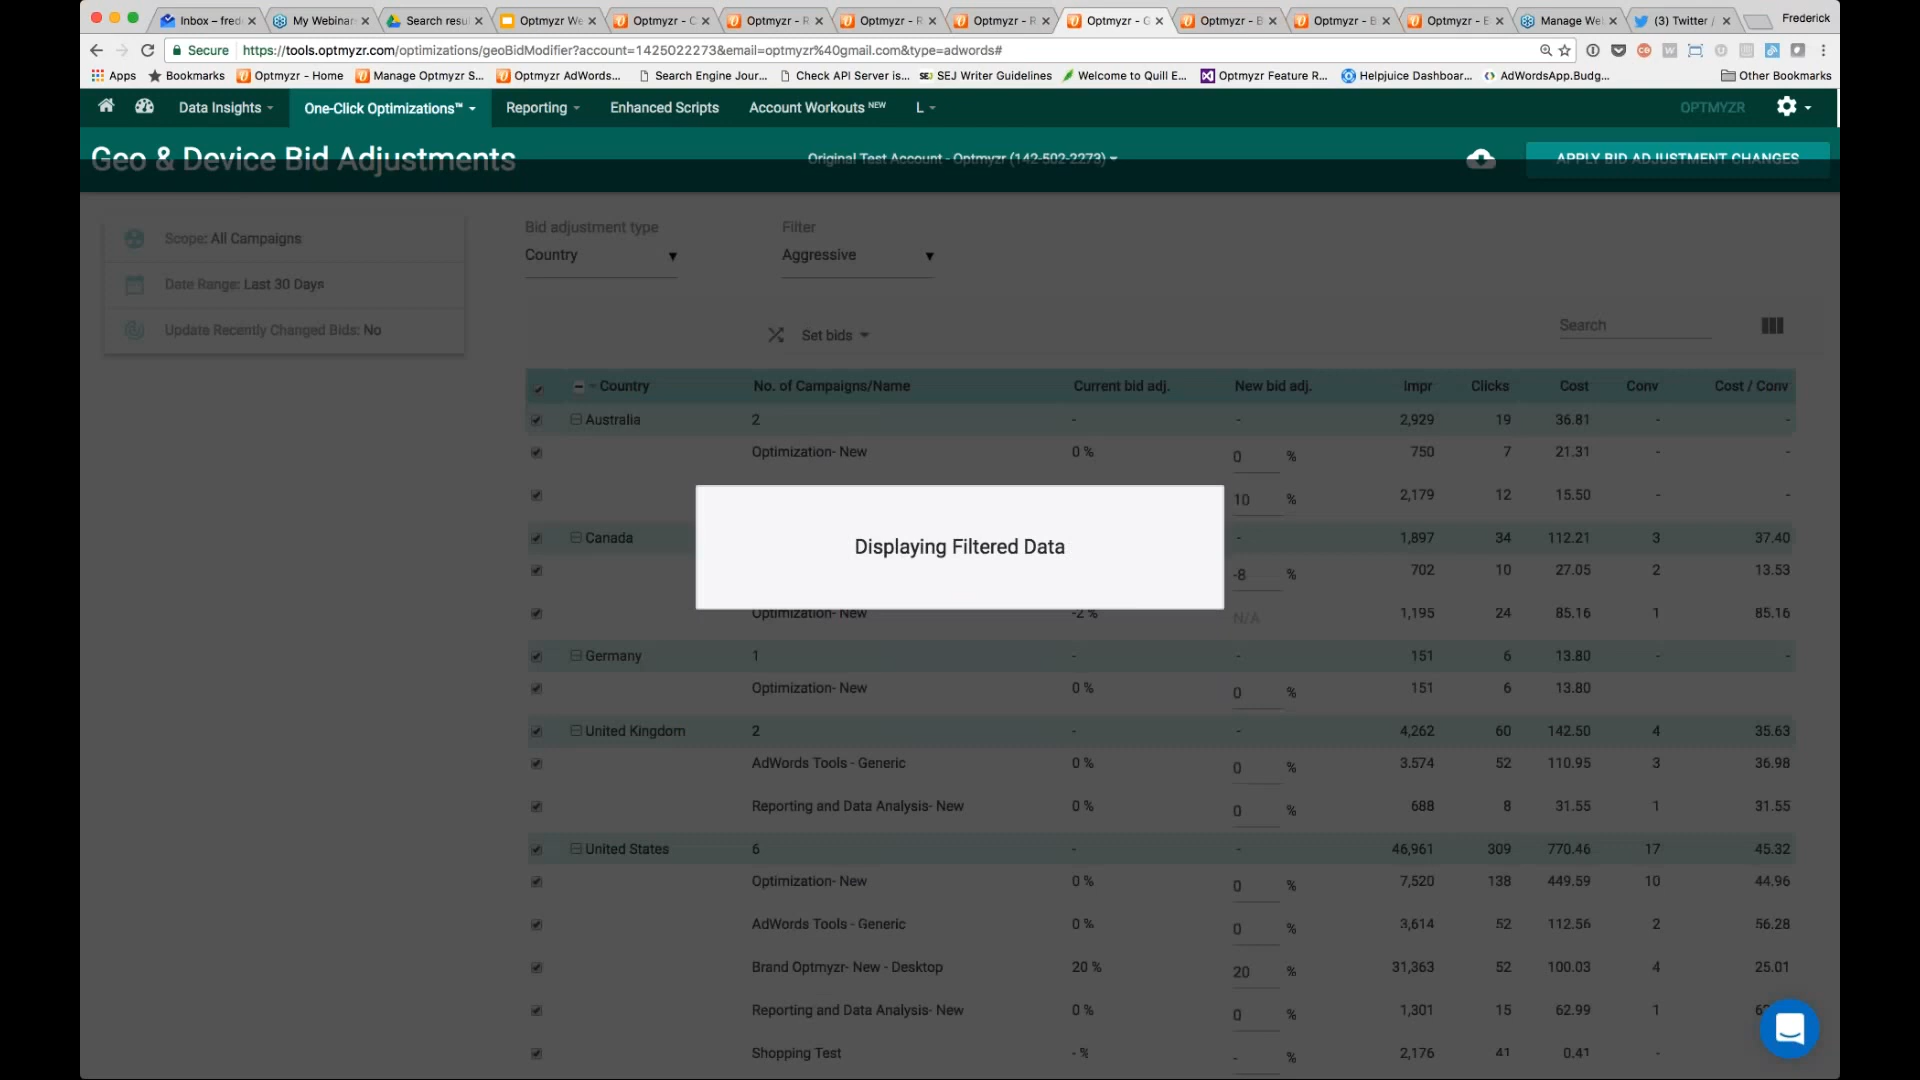 Inbox – fred
My Webinar
Search resu
Optmyzr We
Optmyzr - C
Optmyzr - R
Optmyzr - R
Optmyzr - R
Optmyzr - G
Optmyzr - B
Optmyzr - B
Optmyzr - E
Manage We
(3) Twitter /
Frederick
Secure https://tools.optmyzr.com/optimizations/geoBidModifier?account=1425022273&email=optmyzr%40gmail.com&type=adwords#
Apps Bookmarks Optmyzr - Home Manage Optmyzr S... Optmyzr AdWords... Search Engine Jour... Check API Server is... SEJ SEJ Writer Guidelines Welcome to Quill E... Optmyzr Feature R... Helpjuice Dashboar... AdWordsApp.Budg... Other Bookmarks
Data Insights One-Click Optimizations™ Reporting Enhanced Scripts Account Workouts NEW L OPTMYZR
Geo & Device Bid Adjustments Original Test Account - Optmyzr (142-502-2273) APPLY BID ADJUSTMENT CHANGES
Scope: All Campaigns
Date Range: Last 30 Days
Update Recently Changed Bids: No
Bid adjustment type Filter
Country Aggressive
Set bids Search
Country No. of Campaigns/Name Current bid adj. New bid adj. Impr Clicks Cost Conv Cost / Conv
Australia 2 - - 2,929 19 36.81 - -
Optimization- New 0 % 0 % 750 7 21.31 - -
10 % 2,179 12 15.50 - -
Canada - 1,897 34 112.21 3 37.40
-8 % 702 10 27.05 2 13.53
Displaying Filtered Data
Optimization- New -2 % N/A 1,195 24 85.16 1 85.16
Germany 1 - - 151 6 13.80 - -
Optimization- New 0 % 0 % 151 6 13.80
United Kingdom 2 - - 4,262 60 142.50 4 35.63
AdWords Tools - Generic 0 % 0 % 3,574 52 110.95 3 36.98
Reporting and Data Analysis- New 0 % 0 % 688 8 31.55 1 31.55
United States 6 - - 46,961 309 770.46 17 45.32
Optimization- New 0 % 0 % 7,520 138 449.59 10 44.96
AdWords Tools - Generic 0 % 0 % 3,614 52 112.56 2 56.28
Brand Optmyzr- New - Desktop 20 % 20 % 31,363 52 100.03 4 25.01
Reporting and Data Analysis- New 0 % 0 % 1,301 15 62.99 1
Shopping Test - % - % 2,176 41 0.41 -